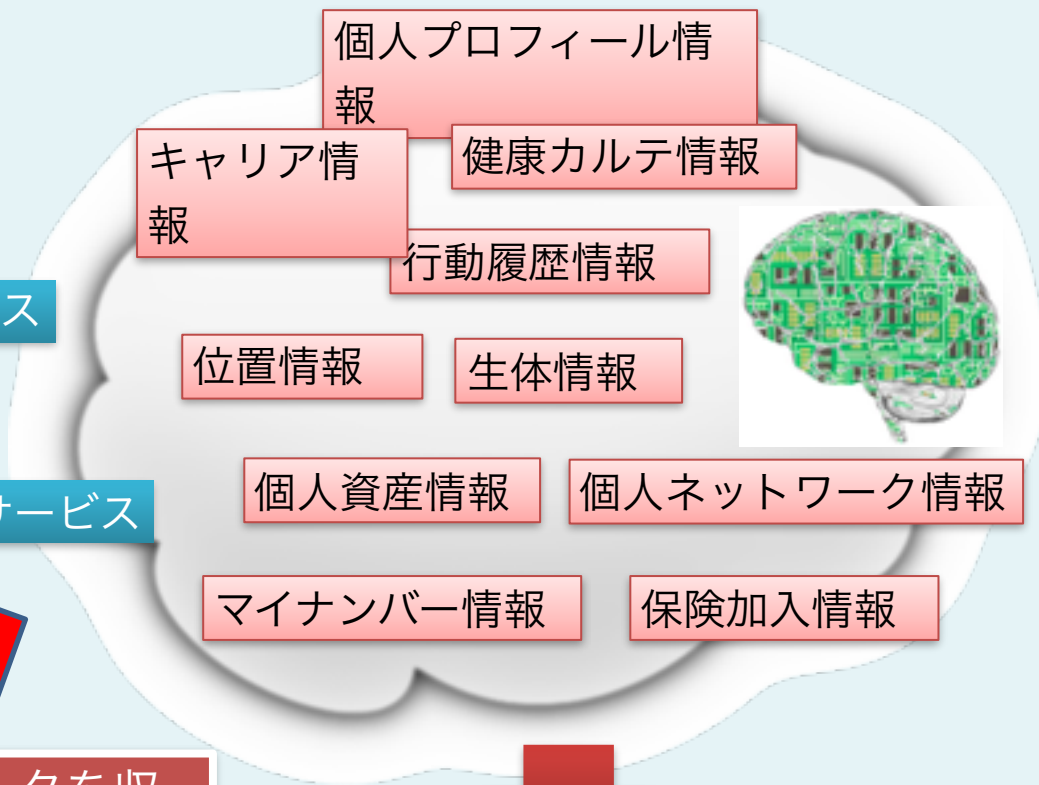 個人プロフィール情
報
キャリア情
報
健康カルテ情報
行動履歴情報
ス
位置情報
生体情報
個人資産情報
個人ネットワーク情報
サービス
マイナンバー情報
保険加入情報